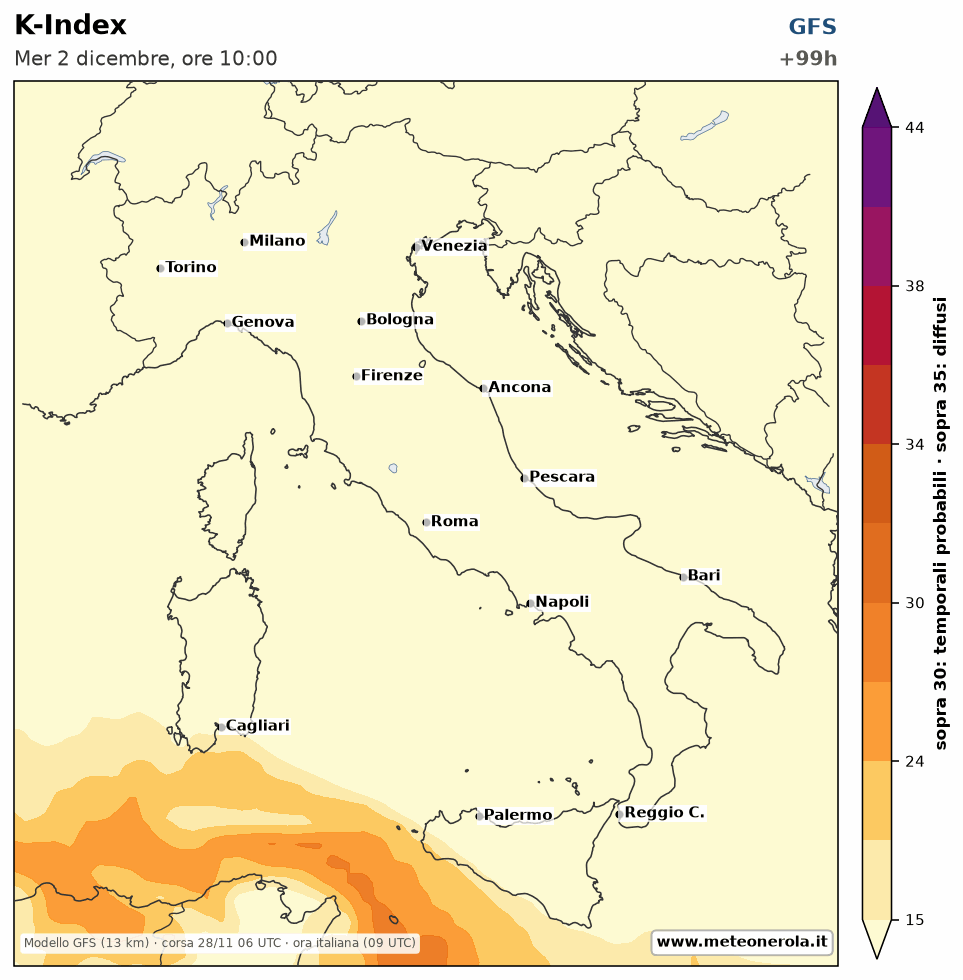 K-Index
GFS
Mer 2 dicembre, ore 10:00
+99h
44
Milano
Venezia
Torino
38
Genova
Bologna
Firenze
Ancona
34
Pescara
Roma
Bari
30
Napoli
Cagliari
24
Palermo
Reggio C.
15
sopra 30: temporali probabili · sopra 35: diffusi
Modello GFS (13 km) · corsa 28/11 06 UTC · ora italiana (09 UTC)
www.meteonerola.it